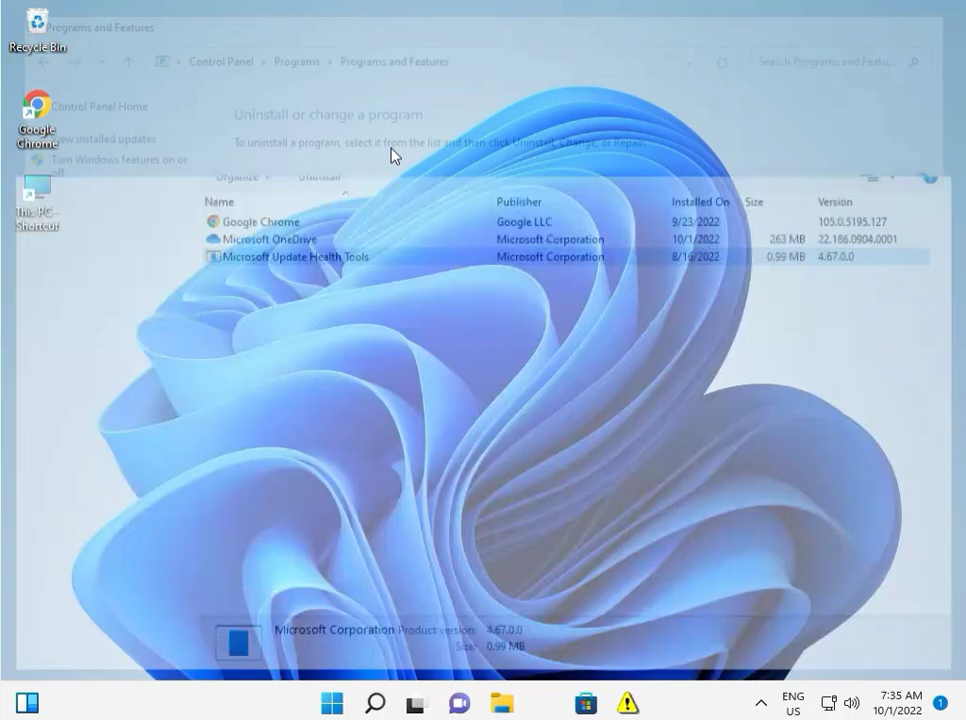 Programs and Features
Recycle Bin
Control Panel › Programs › Programs and Features
Search Programs and Featu...
Control Panel Home
Uninstall or change a program
Google Chrome
View installed updates
To uninstall a program, select it from the list and then click Uninstall, Change, or Repair.
Turn Windows features on or off
Organize Uninstall
This PC - Shortcut
Name Publisher Installed On Size Version
Google Chrome Google LLC 9/23/2022 105.0.5195.127
Microsoft OneDrive Microsoft Corporation 10/1/2022 263 MB 22.186.0904.0001
Microsoft Update Health Tools Microsoft Corporation 8/16/2022 0.99 MB 4.67.0.0
Microsoft Corporation Product version: 4.67.0.0
Size: 0.99 MB
ENG US
7:35 AM
10/1/2022
1